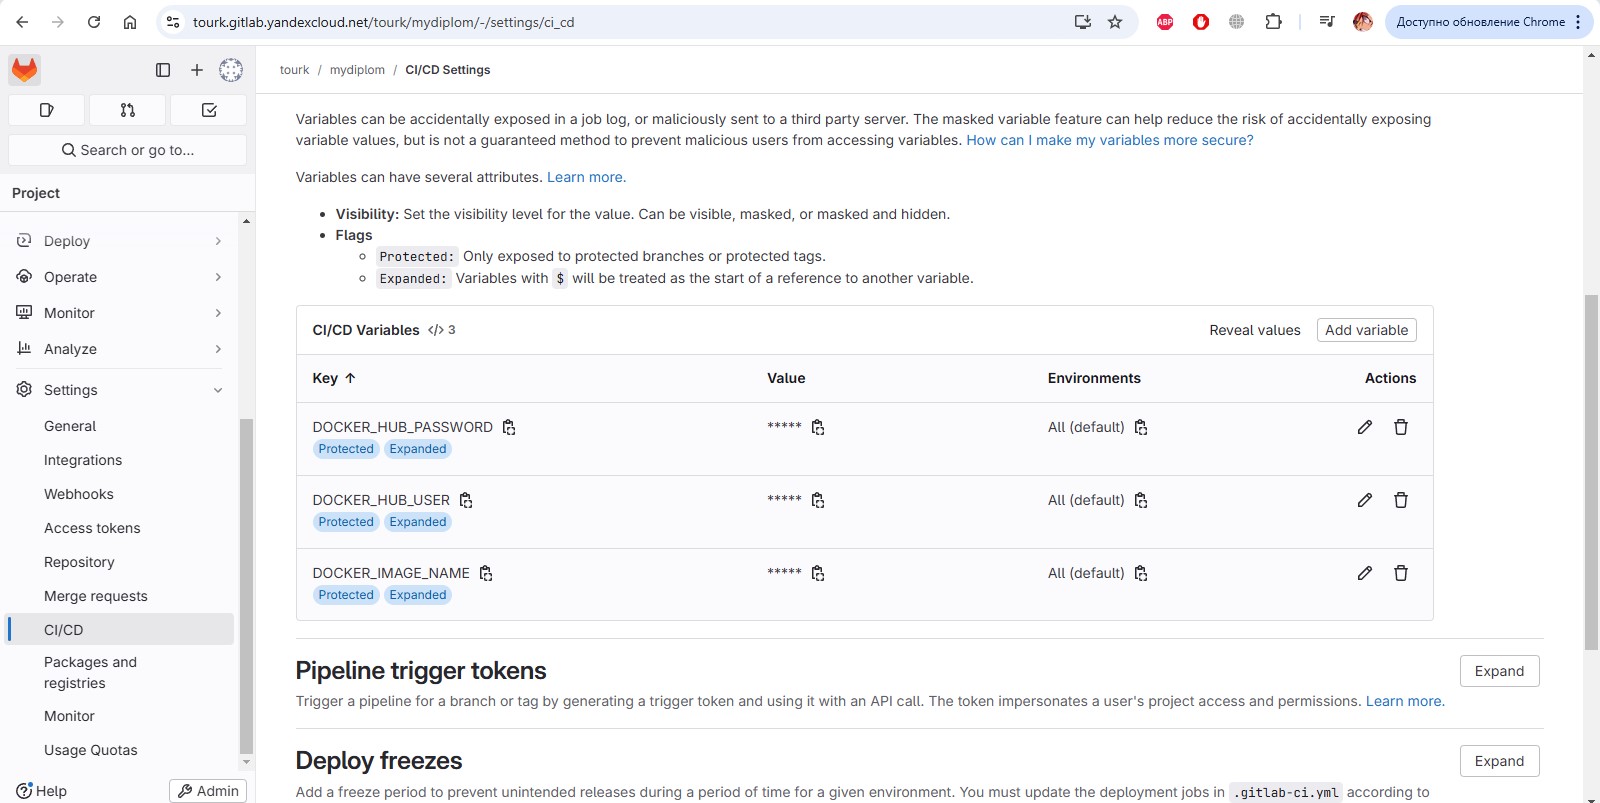 tourk.gitlab.yandexcloud.net/tourk/mydiplom/-/settings/ci_cd
ABP
Доступно обновление Chrome
Search or go to...
Project
Deploy
Operate
Monitor
Analyze
Settings
General
Integrations
Webhooks
Access tokens
Repository
Merge requests
CI/CD
Packages and
registries
Monitor
Usage Quotas
Help
Admin
tourk / mydiplom / CI/CD Settings
Variables can be accidentally exposed in a job log, or maliciously sent to a third party server. The masked variable feature can help reduce the risk of accidentally exposing
variable values, but is not a guaranteed method to prevent malicious users from accessing variables. How can I make my variables more secure?
Variables can have several attributes. Learn more.
• Visibility: Set the visibility level for the value. Can be visible, masked, or masked and hidden.
• Flags
◦ Protected: Only exposed to protected branches or protected tags.
◦ Expanded: Variables with $ will be treated as the start of a reference to another variable.
CI/CD Variables </> 3 Reveal values Add variable
Key ↑ Value Environments Actions
DOCKER_HUB_PASSWORD ***** All (default)
Protected Expanded
DOCKER_HUB_USER ***** All (default)
Protected Expanded
DOCKER_IMAGE_NAME ***** All (default)
Protected Expanded
Pipeline trigger tokens Expand
Trigger a pipeline for a branch or tag by generating a trigger token and using it with an API call. The token impersonates a user's project access and permissions. Learn more.
Deploy freezes Expand
Add a freeze period to prevent unintended releases during a period of time for a given environment. You must update the deployment jobs in .gitlab-ci.yml according to